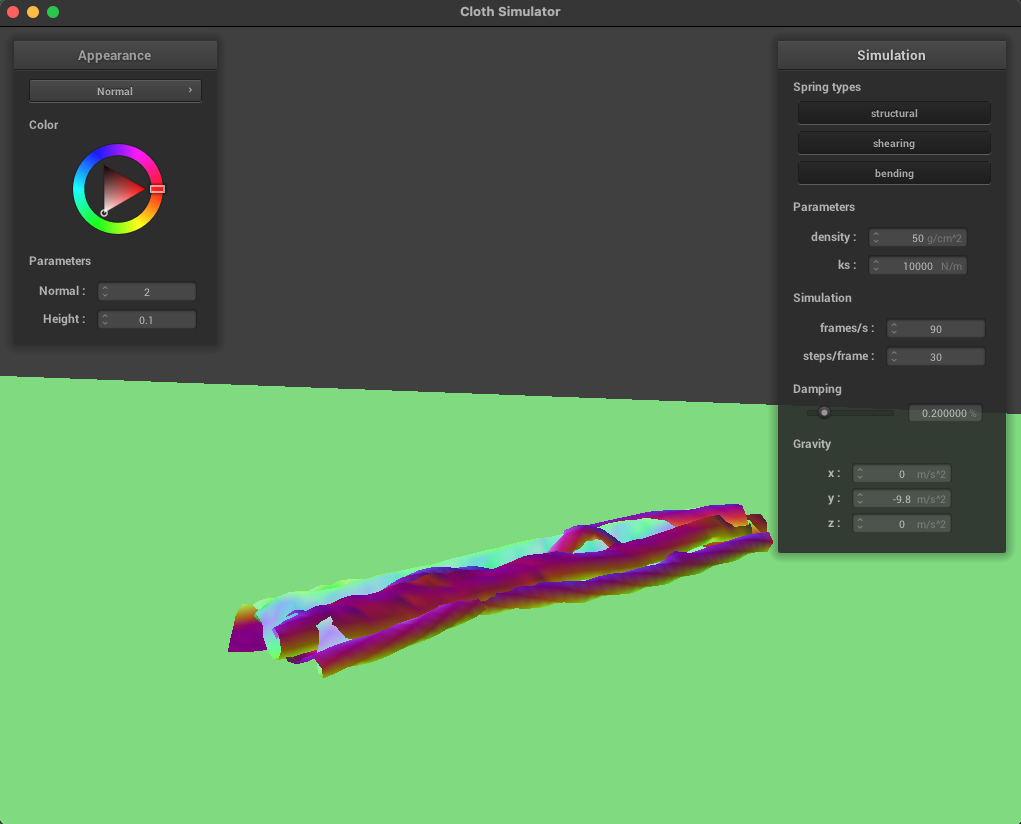 Cloth Simulator
Appearance
Normal
Color
Parameters
Normal :
2
Height :
0.1
Simulation
Spring types
structural
shearing
bending
Parameters
density :
50 g/cm^2
ks :
10000 N/m
Simulation
frames/s :
90
steps/frame :
30
Damping
0.200000 %
Gravity
x :
0 m/s^2
y :
-9.8 m/s^2
z :
0 m/s^2